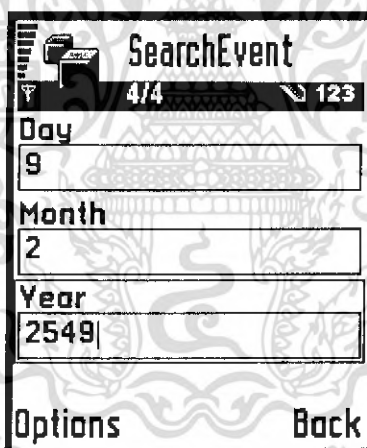 SearchEvent
4/4 123
Day
9
Month
2
Year
2549
Options Back